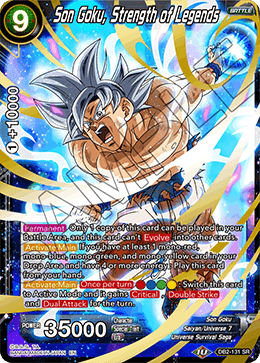 9
Son Goku, Strength of Legends
BATTLE
1 +10000
Permanent Only 1 copy of this card can be played in your
Battle Area, and this card can't Evolve into other cards.
Activate Main If you have at least 1 mono-red,
mono-blue, mono-green, and mono-yellow card in your
Drop Area and have 4 or more energy: Play this card
from your hand.
Activate Main Once per turn : Switch this card
to Active Mode and it gains Critical, Double Strike
and Dual Attack for the turn.
POWER 35000
Character
Special Trait
Era
Son Goku
Saiyan/Universe 7
Universe Survival Saga
DB2-131 SR